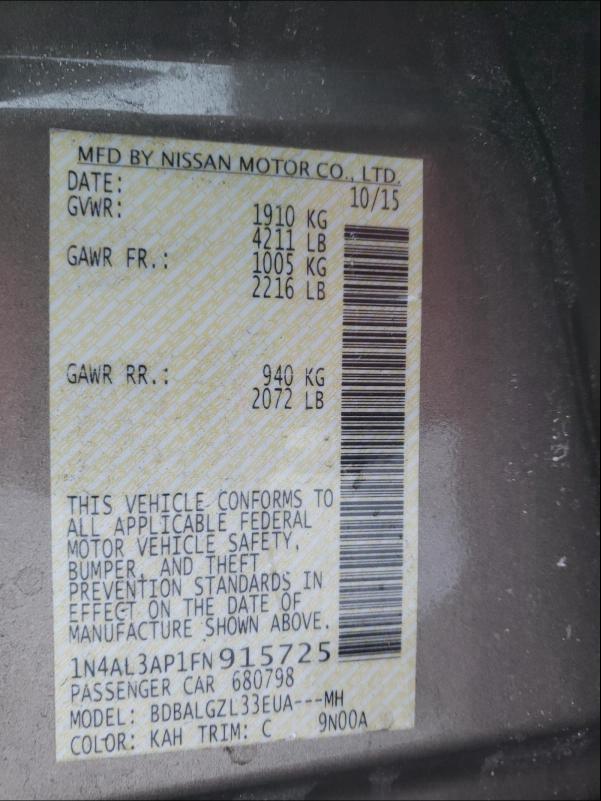 MFD BY NISSAN MOTOR CO., LTD.
DATE: 10/15
GVWR: 1910 KG
4211 LB
GAWR FR.: 1005 KG
2216 LB
GAWR RR.: 940 KG
2072 LB
THIS VEHICLE CONFORMS TO
ALL APPLICABLE FEDERAL
MOTOR VEHICLE SAFETY,
BUMPER, AND THEFT
PREVENTION STANDARDS IN
EFFECT ON THE DATE OF
MANUFACTURE SHOWN ABOVE.
1N4AL3AP1FN915725
PASSENGER CAR 680798
MODEL: BDBALGZL33EUA---MH
COLOR: KAH TRIM: C 9N00A